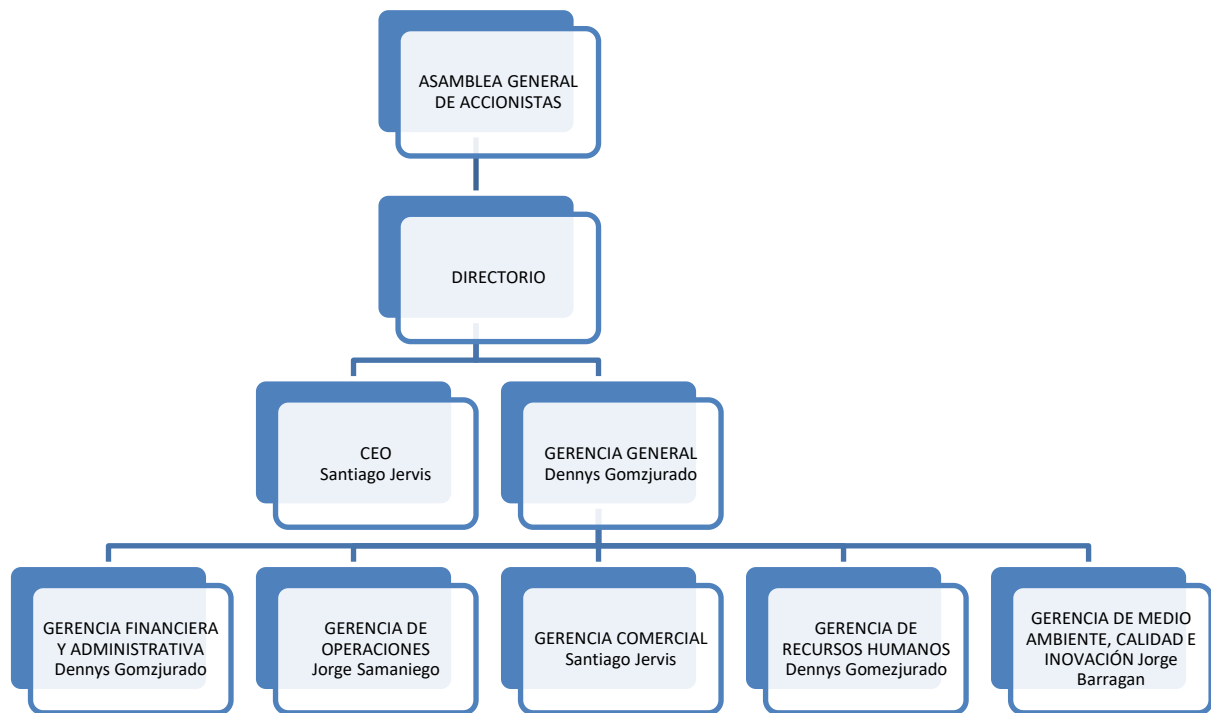 ASAMBLEA GENERAL
DE ACCIONISTAS
DIRECTORIO
CEO
Santiago Jervis
GERENCIA GENERAL
Dennys Gomzjurado
GERENCIA FINANCIERA
Y ADMINISTRATIVA
Dennys Gomzjurado
GERENCIA DE
OPERACIONES
Jorge Samaniego
GERENCIA COMERCIAL
Santiago Jervis
GERENCIA DE
RECURSOS HUMANOS
Dennys Gomezjurado
GERENCIA DE MEDIO
AMBIENTE, CALIDAD E
INOVACIÓN Jorge
Barragan